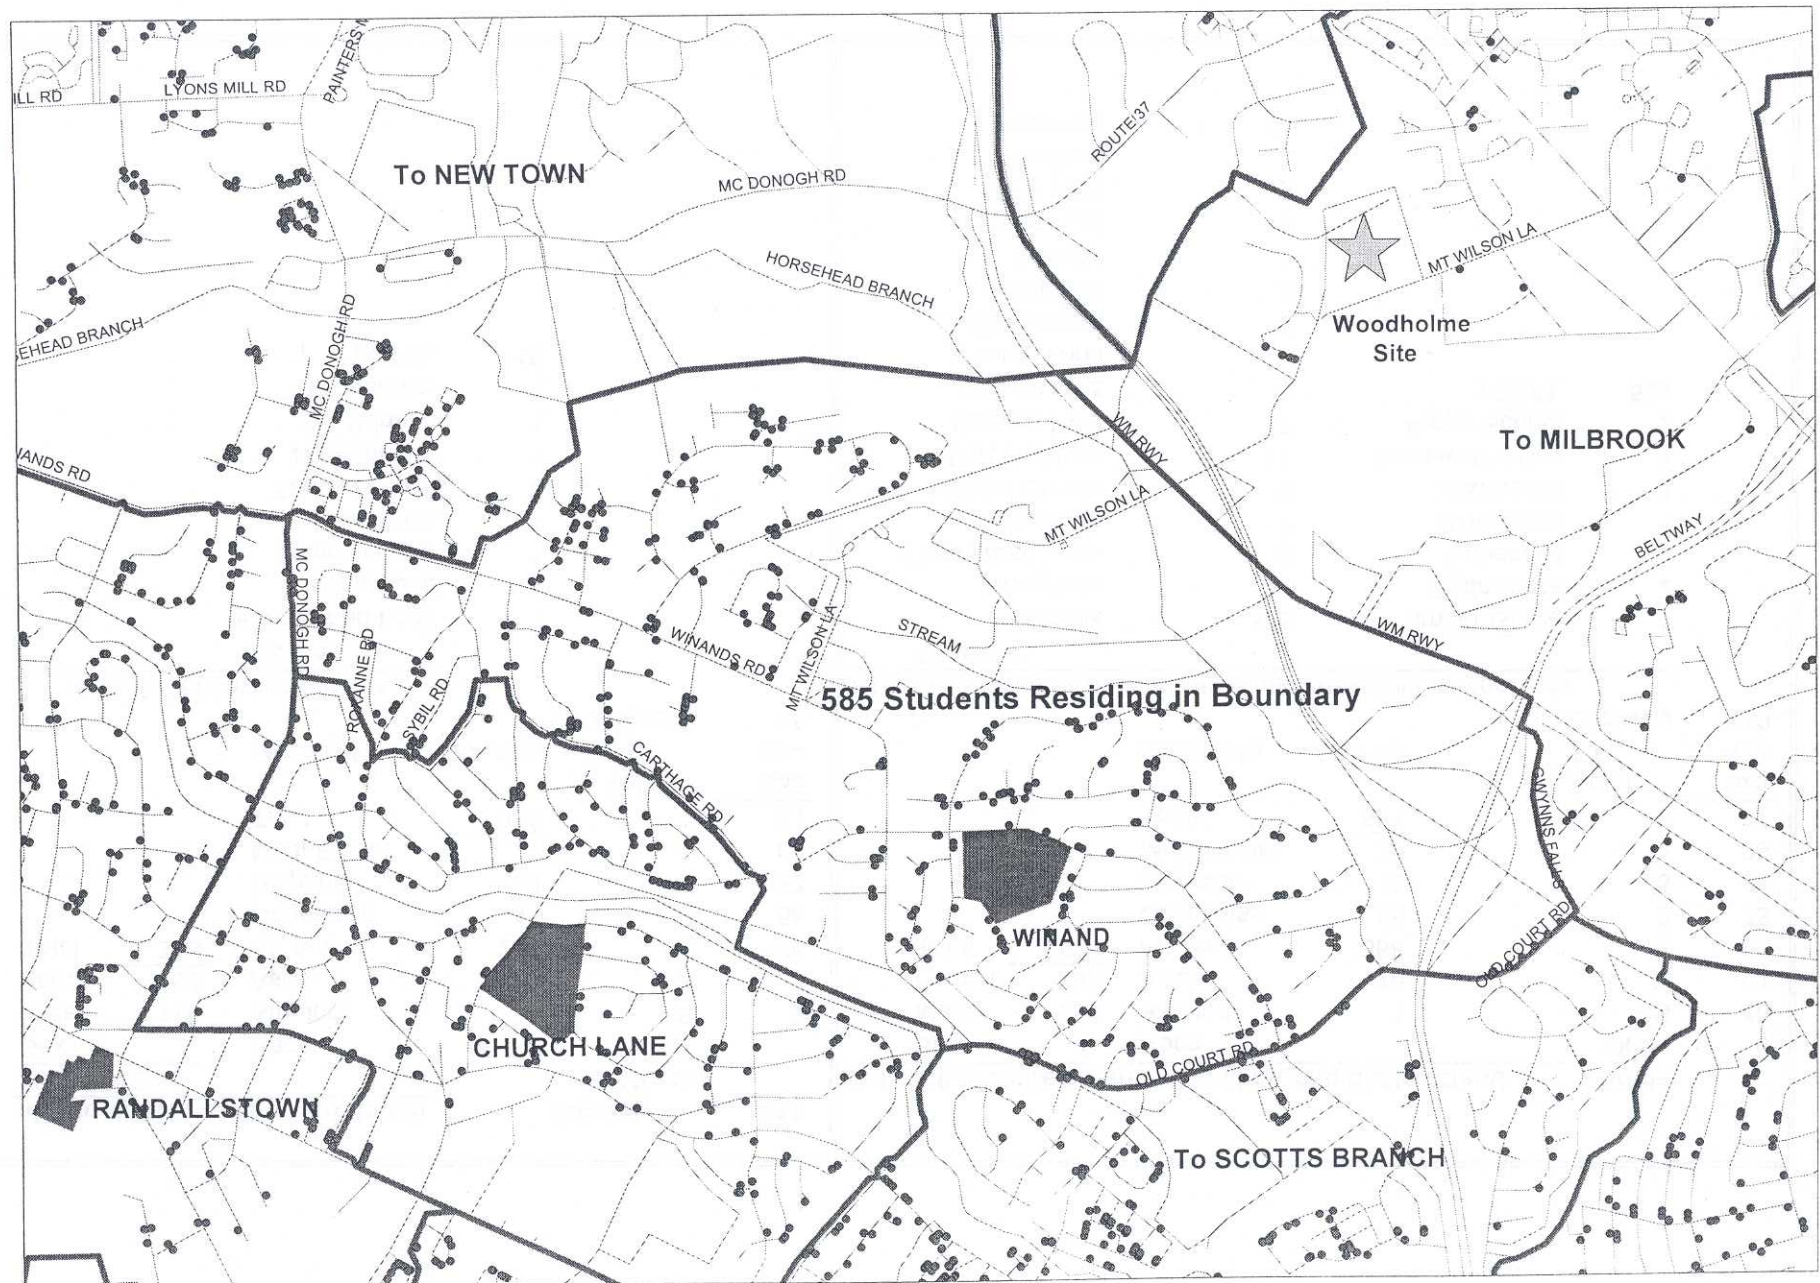 ILL RD
LYONS MILL RD
PAINTERS M
To NEW TOWN
MC DONOGH RD
ROUTE 37
HORSEHEAD BRANCH
MT WILSON LA
Woodholme
Site
SEHEAD BRANCH
MC DONOGH RD
To MILBROOK
WM RWY
NANDS RD
MT WILSON LA
BELTWAY
MC DONOGH RD
ROXANNE RD
SYBIL RD
WINANDS RD
MT WILSON LA
STREAM
WM RWY
585 Students Residing in Boundary
CARTHAGE RD
GWYNNS FALLS
WINAND
OLD COURT RD
CHURCH LANE
OLD COURT RD
RANDALLSTOWN
To SCOTTS BRANCH